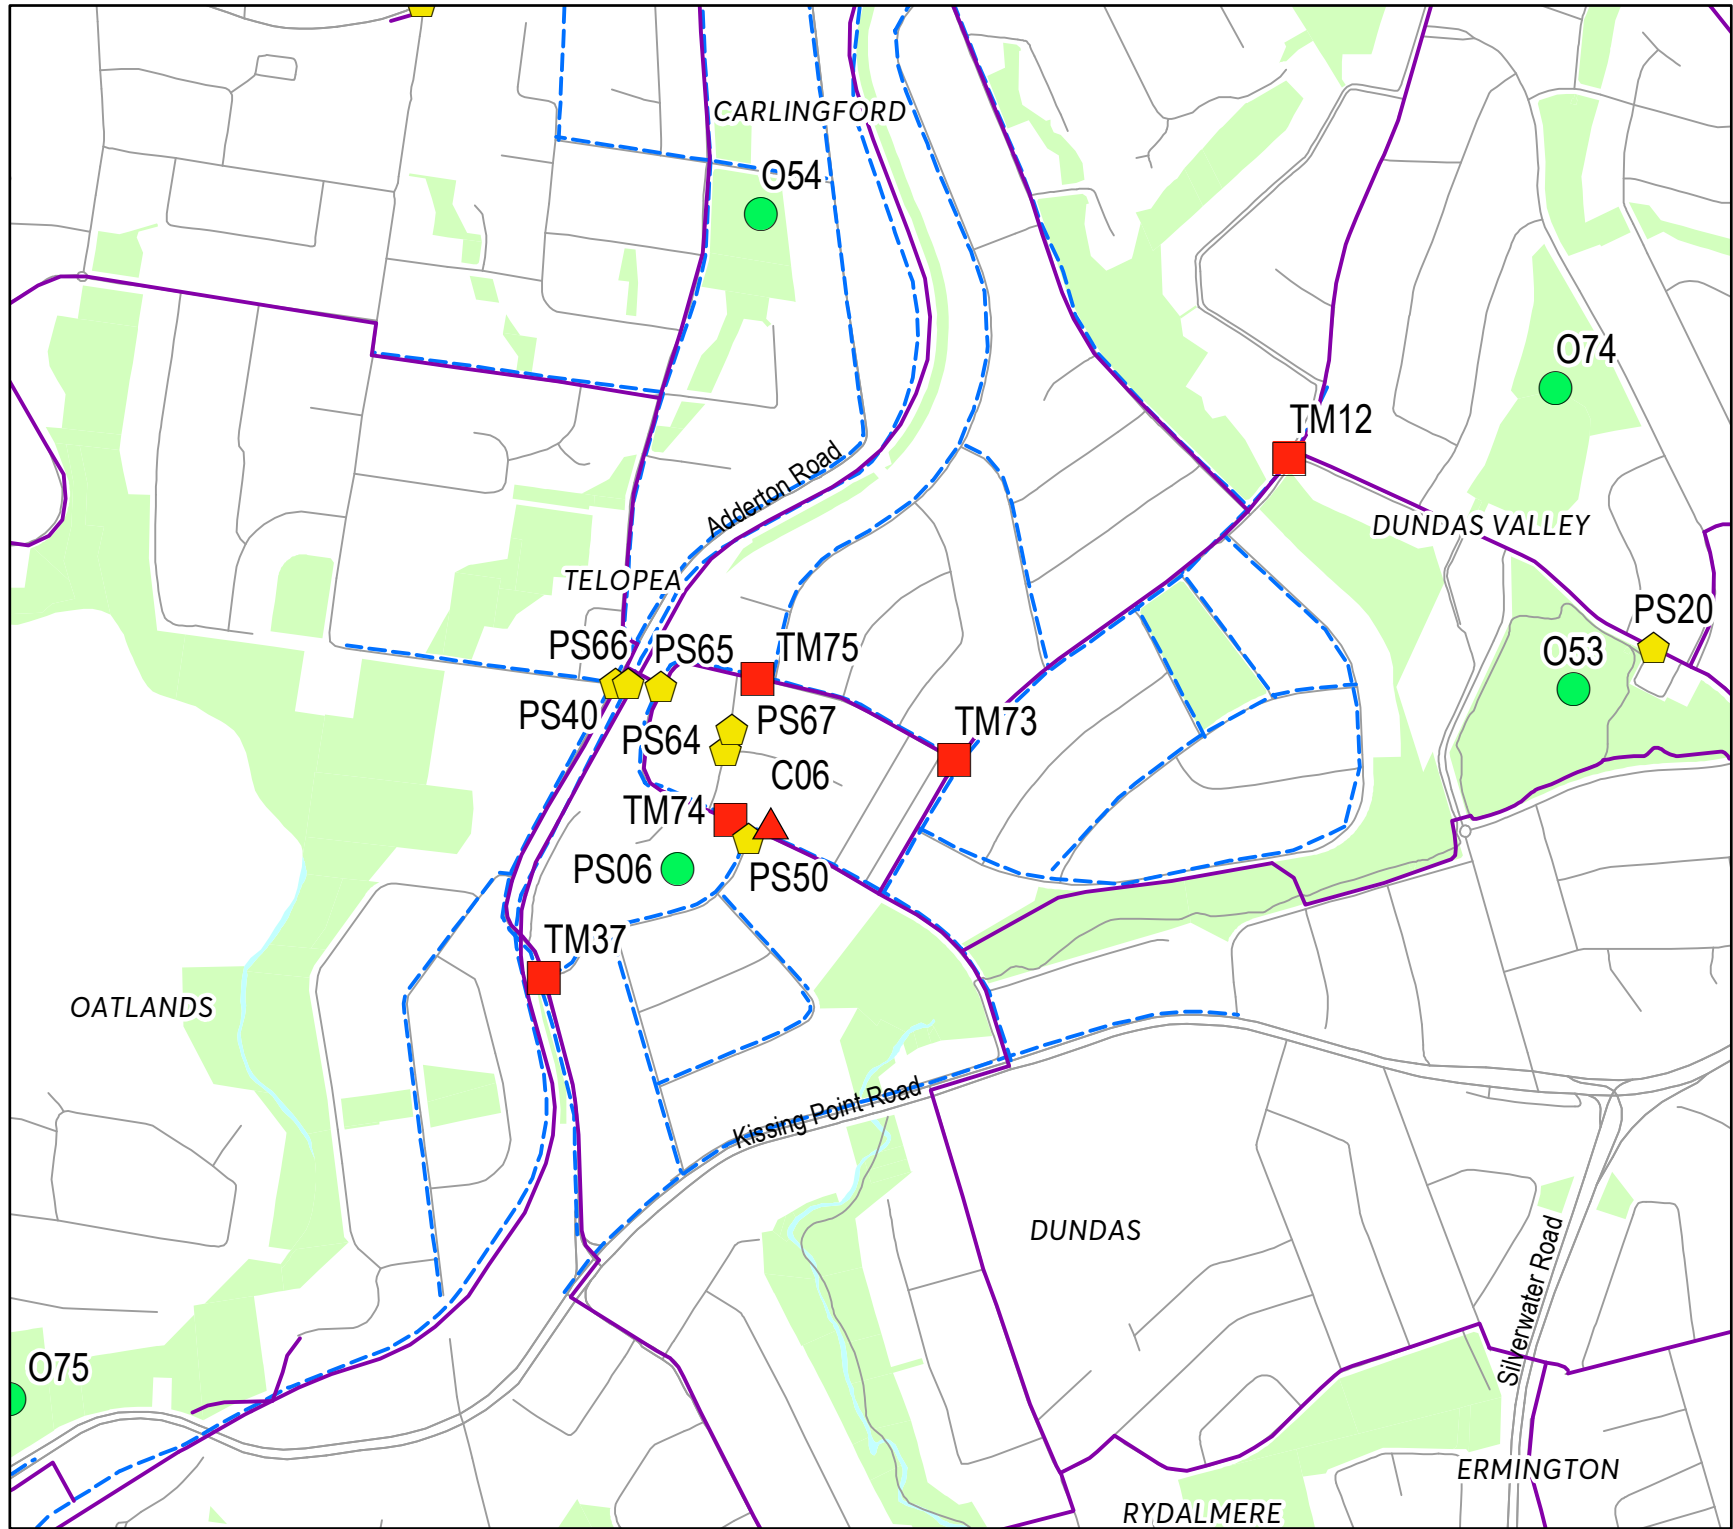 CARLINGFORD
O54
O74
TM12
Adderton Road
DUNDAS VALLEY
TELOPEA
PS20
PS66
PS65
TM75
O53
PS40
PS67
TM73
PS64
C06
TM74
PS06
PS50
TM37
OATLANDS
Kissing Point Road
DUNDAS
Silverwater Road
O75
ERMINGTON
RYDALMERE